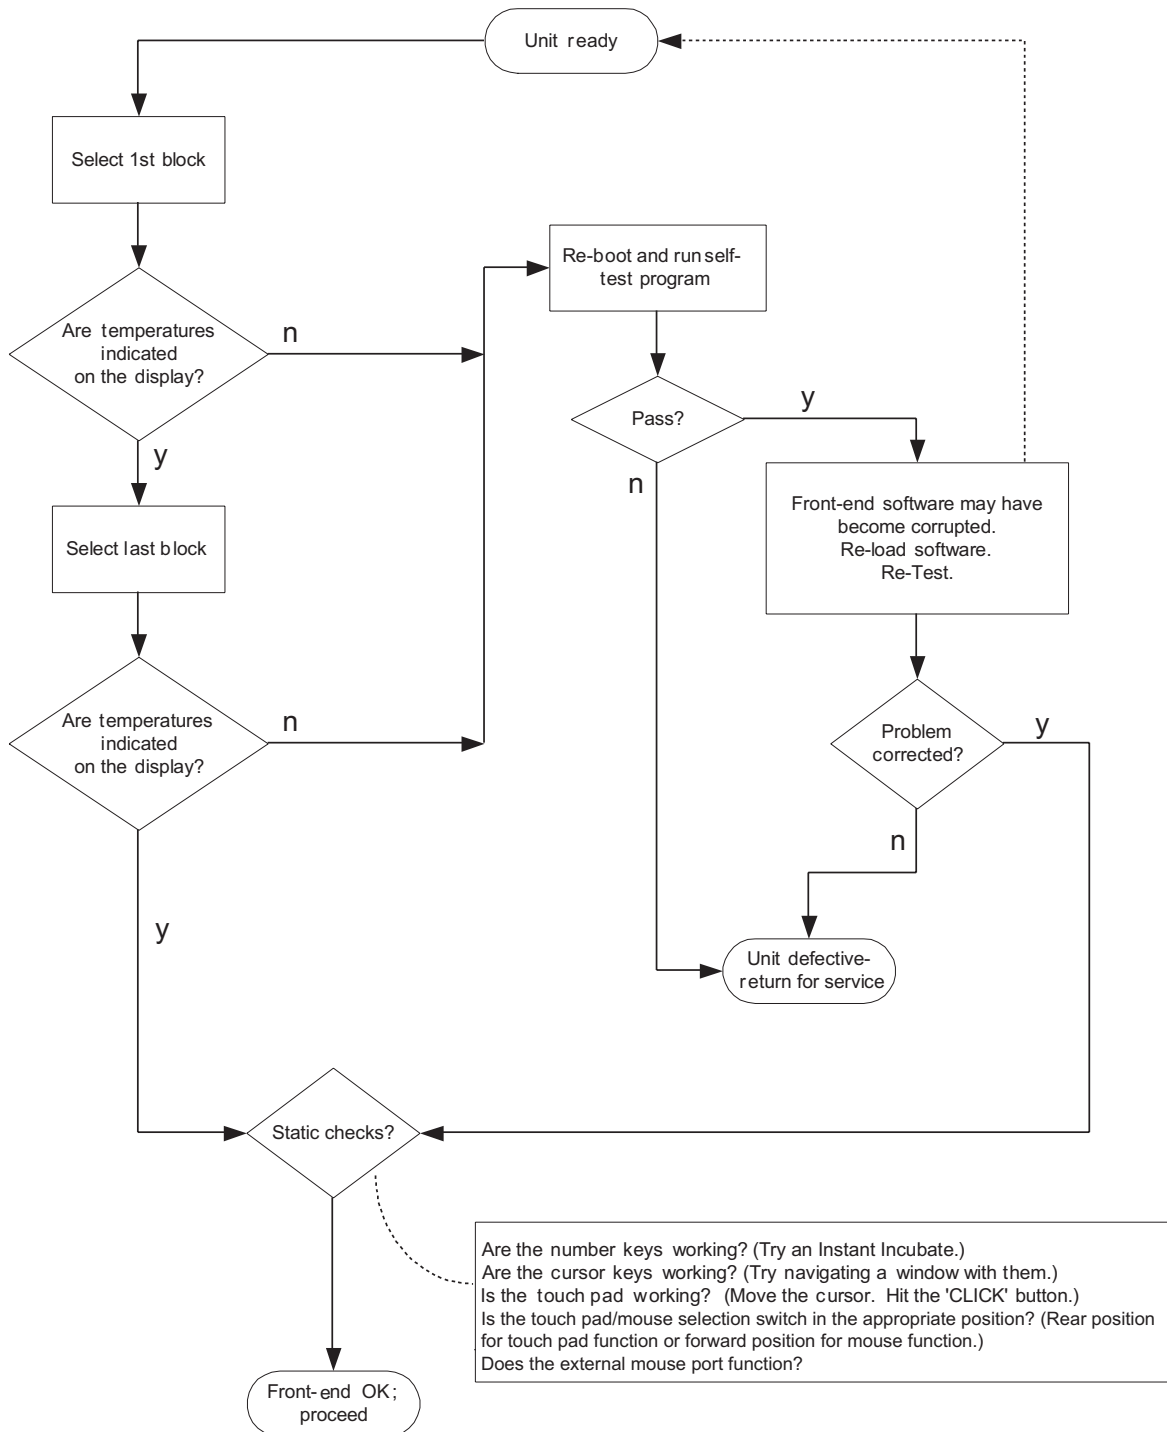 Unit ready
Select 1st block
Re-boot and run self-
test program
Are temperatures
indicated
on the display?
n
Pass?
y
y
n
Front-end software may have
become corrupted.
Re-load software.
Re-Test.
Select last block
Are temperatures
indicated
on the display?
n
Problem
corrected?
y
n
y
Unit defective-
return for service
Static checks?
Are the number keys working? (Try an Instant Incubate.)
Are the cursor keys working? (Try navigating a window with them.)
Is the touch pad working? (Move the cursor. Hit the 'CLICK' button.)
Is the touch pad/mouse selection switch in the appropriate position? (Rear position
for touch pad function or forward position for mouse function.)
Does the external mouse port function?
Front-end OK;
proceed